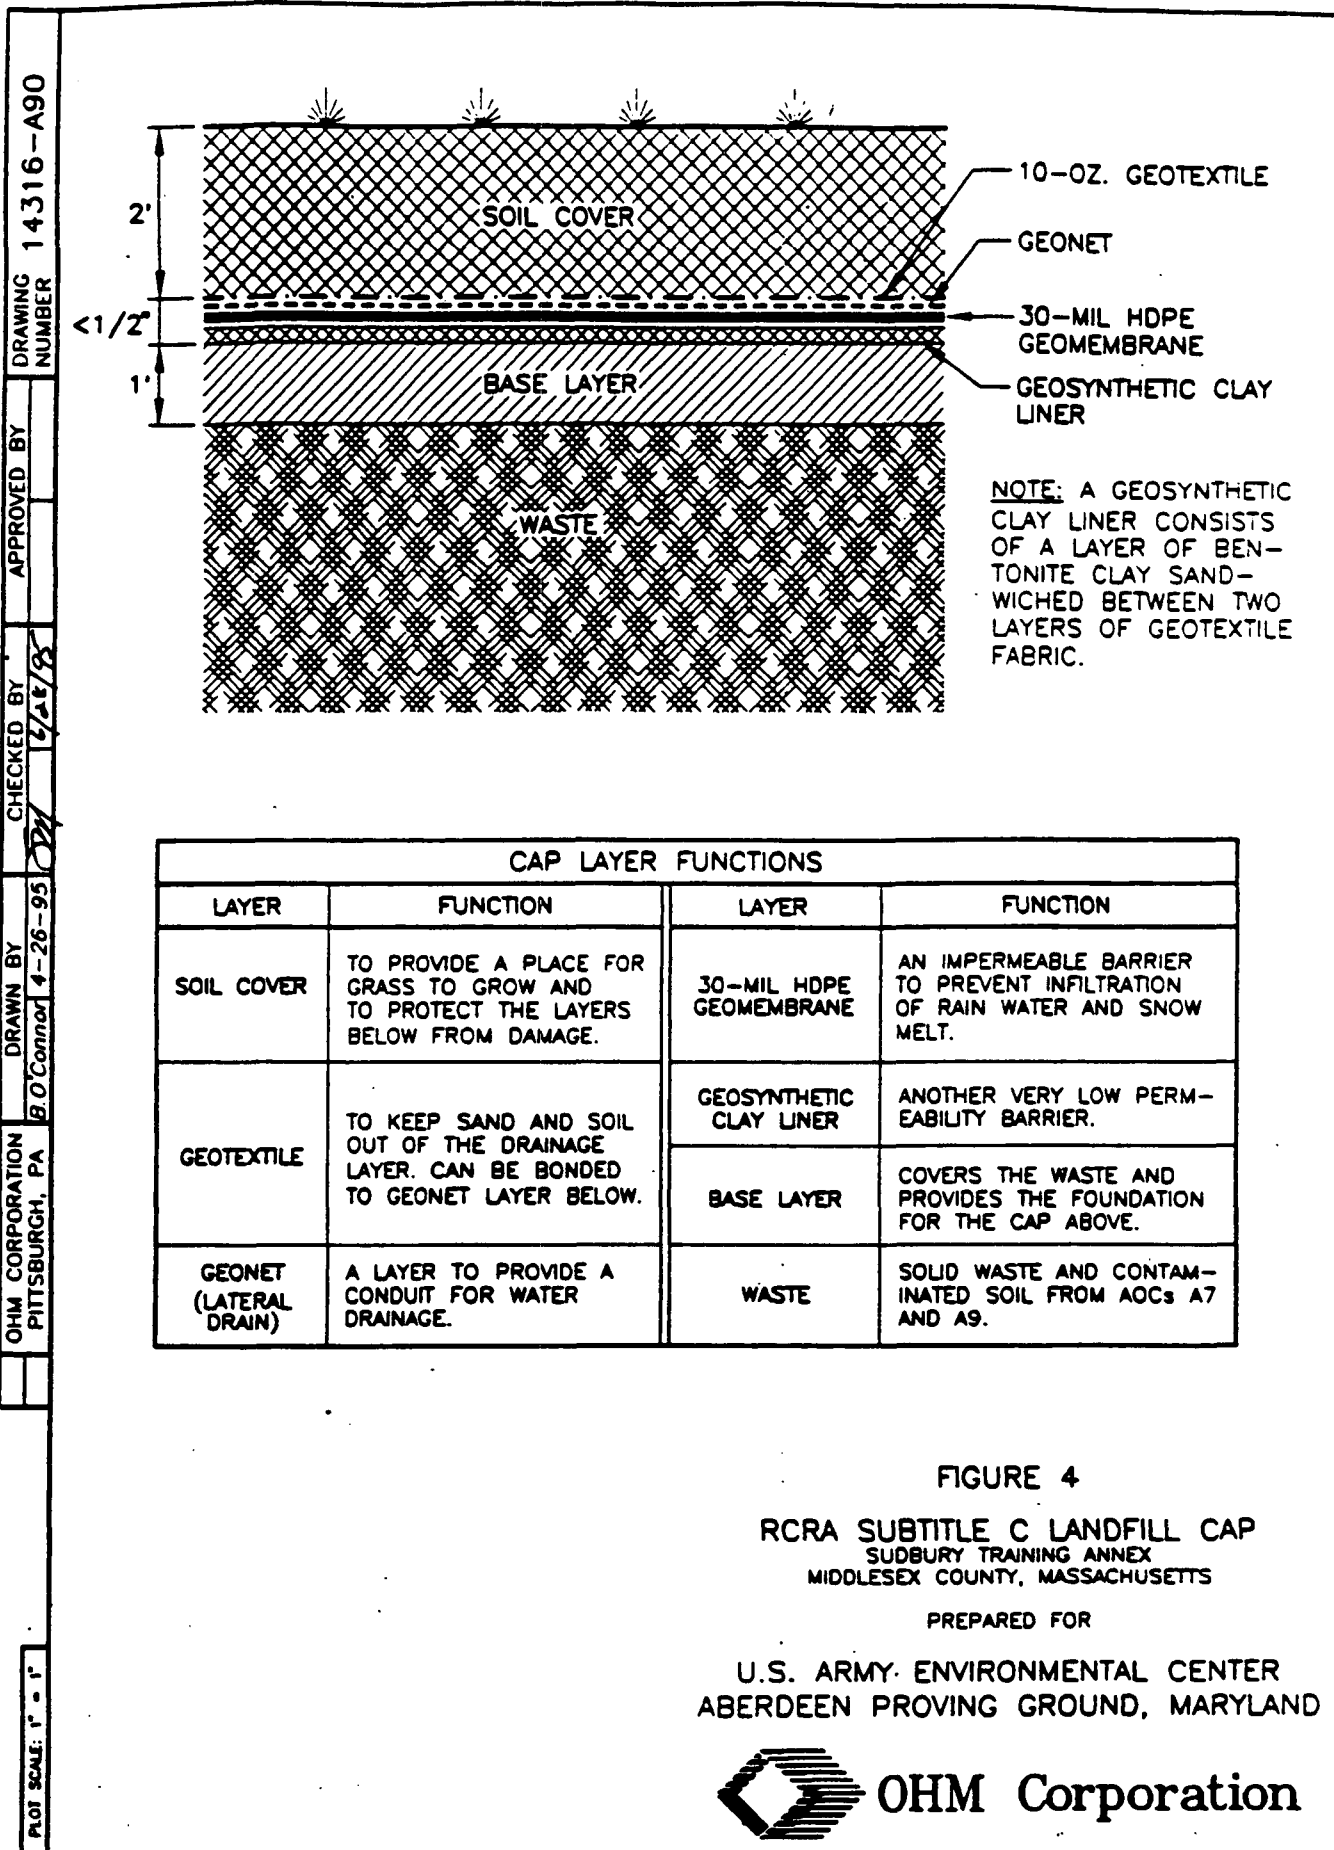 DRAWING NUMBER 14316-A90
APPROVED BY
CHECKED BY
DRAWN BY
B. O'Connor 4-26-95
OHM CORPORATION
PITTSBURGH, PA
PLOT SCALE: 1" = 1"
2'
<1/2"
1'
SOIL COVER
BASE LAYER
WASTE
10-OZ. GEOTEXTILE
GEONET
30-MIL HDPE
GEOMEMBRANE
GEOSYNTHETIC CLAY
LINER
NOTE: A GEOSYNTHETIC
CLAY LINER CONSISTS
OF A LAYER OF BEN-
TONITE CLAY SAND-
WICHED BETWEEN TWO
LAYERS OF GEOTEXTILE
FABRIC.
CAP LAYER FUNCTIONS
LAYER FUNCTION LAYER FUNCTION
SOIL COVER
TO PROVIDE A PLACE FOR
GRASS TO GROW AND
TO PROTECT THE LAYERS
BELOW FROM DAMAGE.
30-MIL HDPE
GEOMEMBRANE
AN IMPERMEABLE BARRIER
TO PREVENT INFILTRATION
OF RAIN WATER AND SNOW
MELT.
GEOTEXTILE
TO KEEP SAND AND SOIL
OUT OF THE DRAINAGE
LAYER. CAN BE BONDED
TO GEONET LAYER BELOW.
GEOSYNTHETIC
CLAY LINER
ANOTHER VERY LOW PERM-
EABILITY BARRIER.
BASE LAYER
COVERS THE WASTE AND
PROVIDES THE FOUNDATION
FOR THE CAP ABOVE.
GEONET
(LATERAL
DRAIN)
A LAYER TO PROVIDE A
CONDUIT FOR WATER
DRAINAGE.
WASTE
SOLID WASTE AND CONTAM-
INATED SOIL FROM AOCs A7
AND A9.
FIGURE 4
RCRA SUBTITLE C LANDFILL CAP
SUDBURY TRAINING ANNEX
MIDDLESEX COUNTY, MASSACHUSETTS
PREPARED FOR
U.S. ARMY ENVIRONMENTAL CENTER
ABERDEEN PROVING GROUND, MARYLAND
OHM Corporation